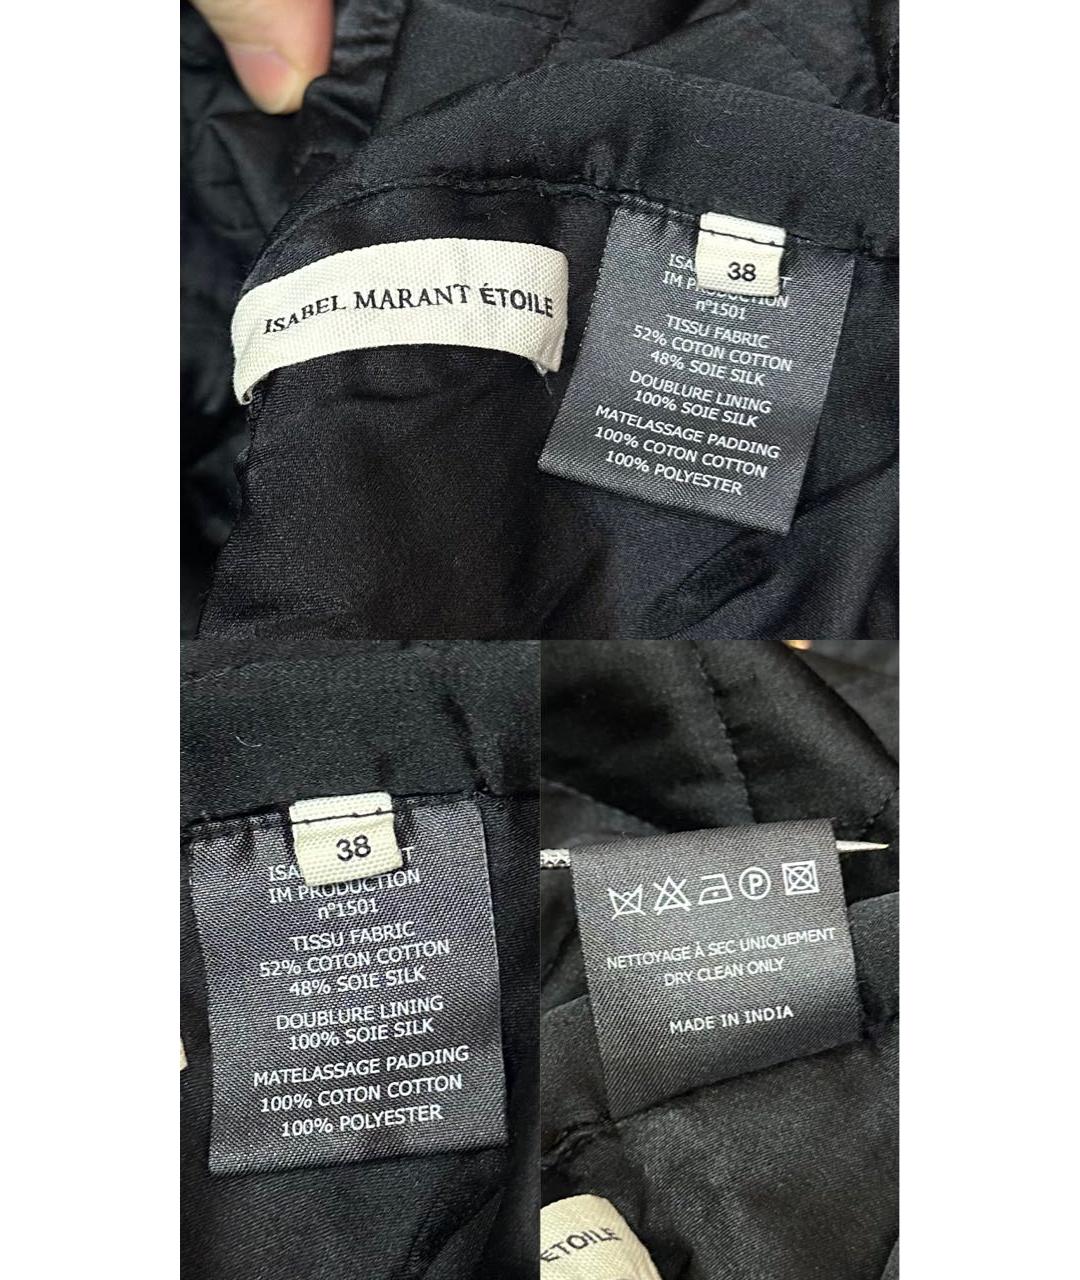 ISABEL MARANT ÉTOILE
38
IM PRODUCTION
nº1501
TISSU FABRIC
52% COTON COTTON
48% SOIE SILK
DOUBLURE LINING
100% SOIE SILK
MATELASSAGE PADDING
100% COTON COTTON
100% POLYESTER
38
IM PRODUCTION
nº1501
TISSU FABRIC
52% COTON COTTON
48% SOIE SILK
DOUBLURE LINING
100% SOIE SILK
MATELASSAGE PADDING
100% COTON COTTON
100% POLYESTER
P
NETTOYAGE À SEC UNIQUEMENT
DRY CLEAN ONLY
MADE IN INDIA
ÉTOILE